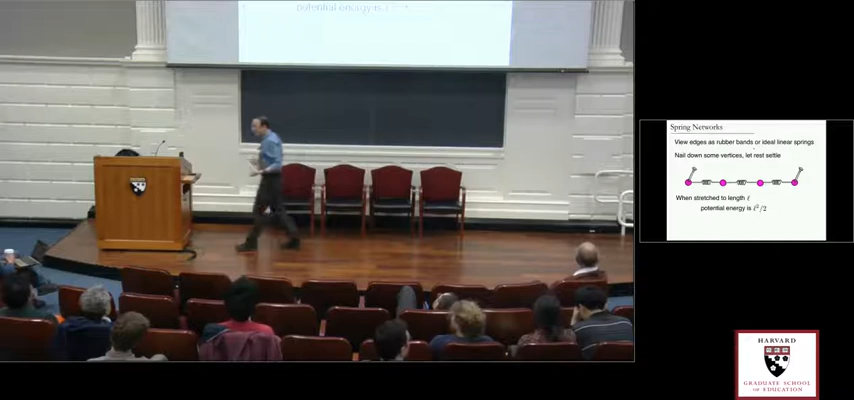 potential energy is
Spring Networks
View edges as rubber bands or ideal linear springs
Nail down some vertices, let rest settle
When stretched to length ℓ
potential energy is ℓ²/2
HARVARD
GRADUATE SCHOOL
OF EDUCATION